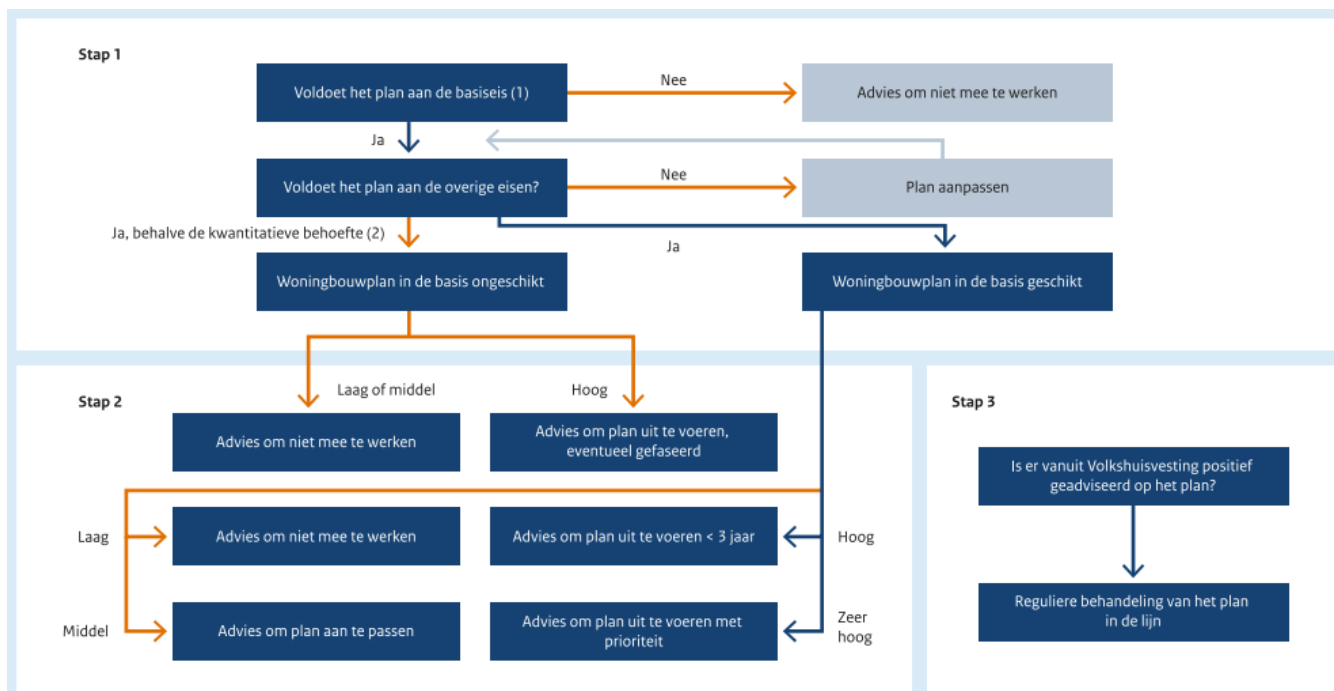 Stap 1
Voldoet het plan aan de basiseis (1)
Nee
Advies om niet mee te werken
Ja
Voldoet het plan aan de overige eisen?
Nee
Plan aanpassen
Ja, behalve de kwantitatieve behoefte (2)
Ja
Woningbouwplan in de basis ongeschikt
Woningbouwplan in de basis geschikt
Stap 2
Laag of middel
Hoog
Advies om niet mee te werken
Advies om plan uit te voeren,
eventueel gefaseerd
Laag
Advies om niet mee te werken
Advies om plan uit te voeren < 3 jaar
Hoog
Middel
Advies om plan aan te passen
Advies om plan uit te voeren met
prioriteit
Zeer
hoog
Stap 3
Is er vanuit Volkshuisvesting positief
geadviseerd op het plan?
Reguliere behandeling van het plan
in de lijn